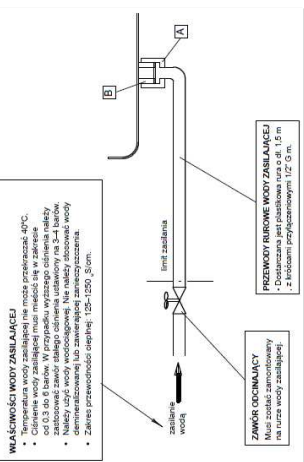 WŁAŚCIWOŚCI WODY ZASILAJĄCEJ
• Temperatura wody zasilającej nie może przekraczać 40°C.
• Ciśnienie wody zasilającej musi mieścić się w zakresie
od 0,3 do 6 barów. W przypadku wyższego ciśnienia należy
zastosować zawór stałego ciśnienia ustawiony na 3–4 barów.
• Należy użyć wody wodociągowej. Nie należy stosować wody
demineralizowanej lub zawierającej zanieczyszczenia.
• Zakres przewodności cieplnej: 125–1250 _S/cm.
B
A
limit zasilania
zasilanie
wodą
ZAWÓR ODCINAJĄCY
Musi zostać zamontowany
na rurze wody zasilającej.
PRZEWODY RUROWE WODY ZASILAJĄCEJ
• Dostarczana jest plastikowa rura o dł. 1,5 m
. z króćcami przyłączeniowymi 1/2" G m.